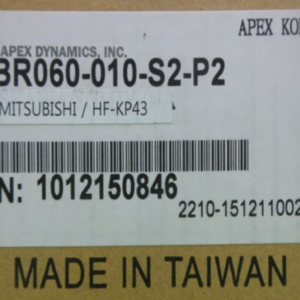 APEX KO
APEX DYNAMICS, INC.
BR060-010-S2-P2
MITSUBISHI / HF-KP43
N: 1012150846
2210-151211002
MADE IN TAIWAN